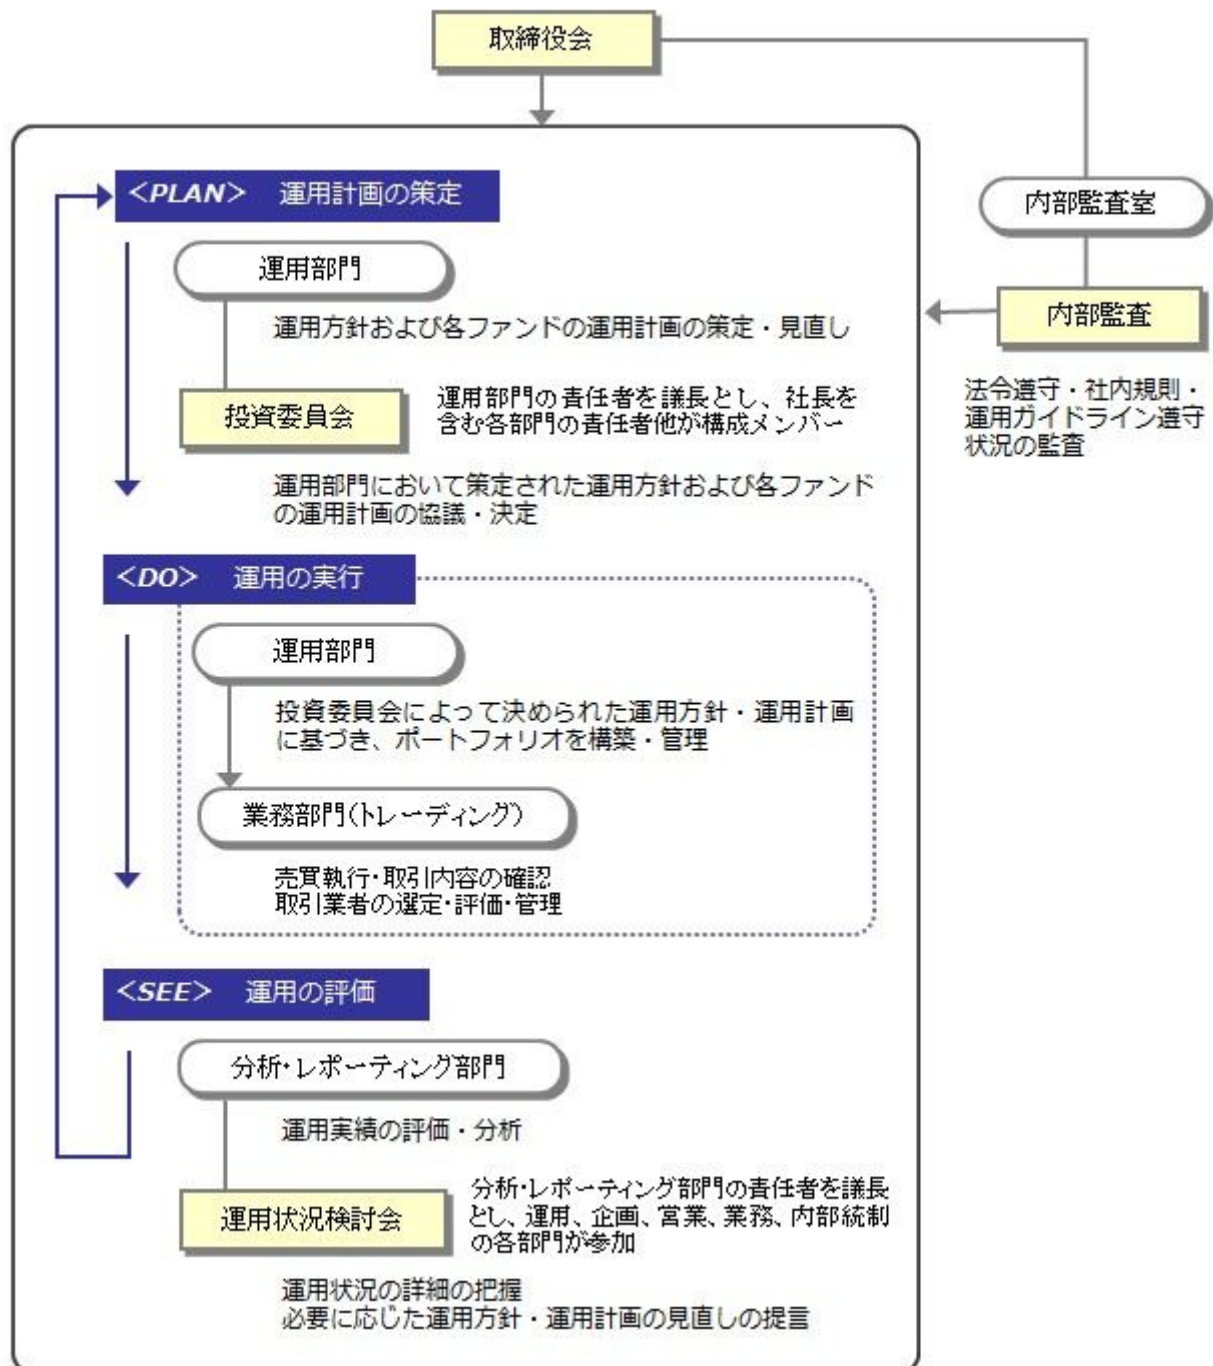 取締役会
<PLAN> 運用計画の策定
運用部門
運用方針および各ファンドの運用計画の策定・見直し
投資委員会
運用部門の責任者を議長とし、社長を
含む各部門の責任者他が構成メンバー
運用部門において策定された運用方針および各ファンド
の運用計画の協議・決定
内部監査室
内部監査
法令遵守・社内規則・
運用ガイドライン遵守
状況の監査
<DO> 運用の実行
運用部門
投資委員会によって決められた運用方針・運用計画
に基づき、ポートフォリオを構築・管理
業務部門(トレーディング)
売買執行・取引内容の確認
取引業者の選定・評価・管理
<SEE> 運用の評価
分析・レポーティング部門
運用実績の評価・分析
運用状況検討会
分析・レポーティング部門の責任者を議長
とし、運用、企画、営業、業務、内部統制
の各部門が参加
運用状況の詳細の把握
必要に応じた運用方針・運用計画の見直しの提言